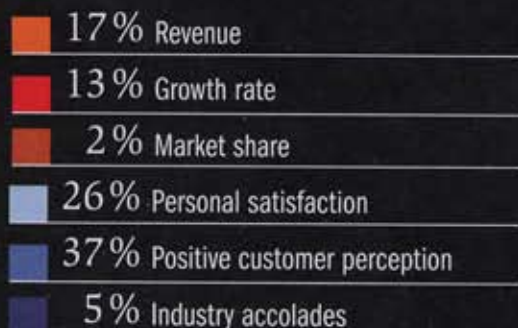 17% Revenue
13% Growth rate
2% Market share
26% Personal satisfaction
37% Positive customer perception
5% Industry accolades